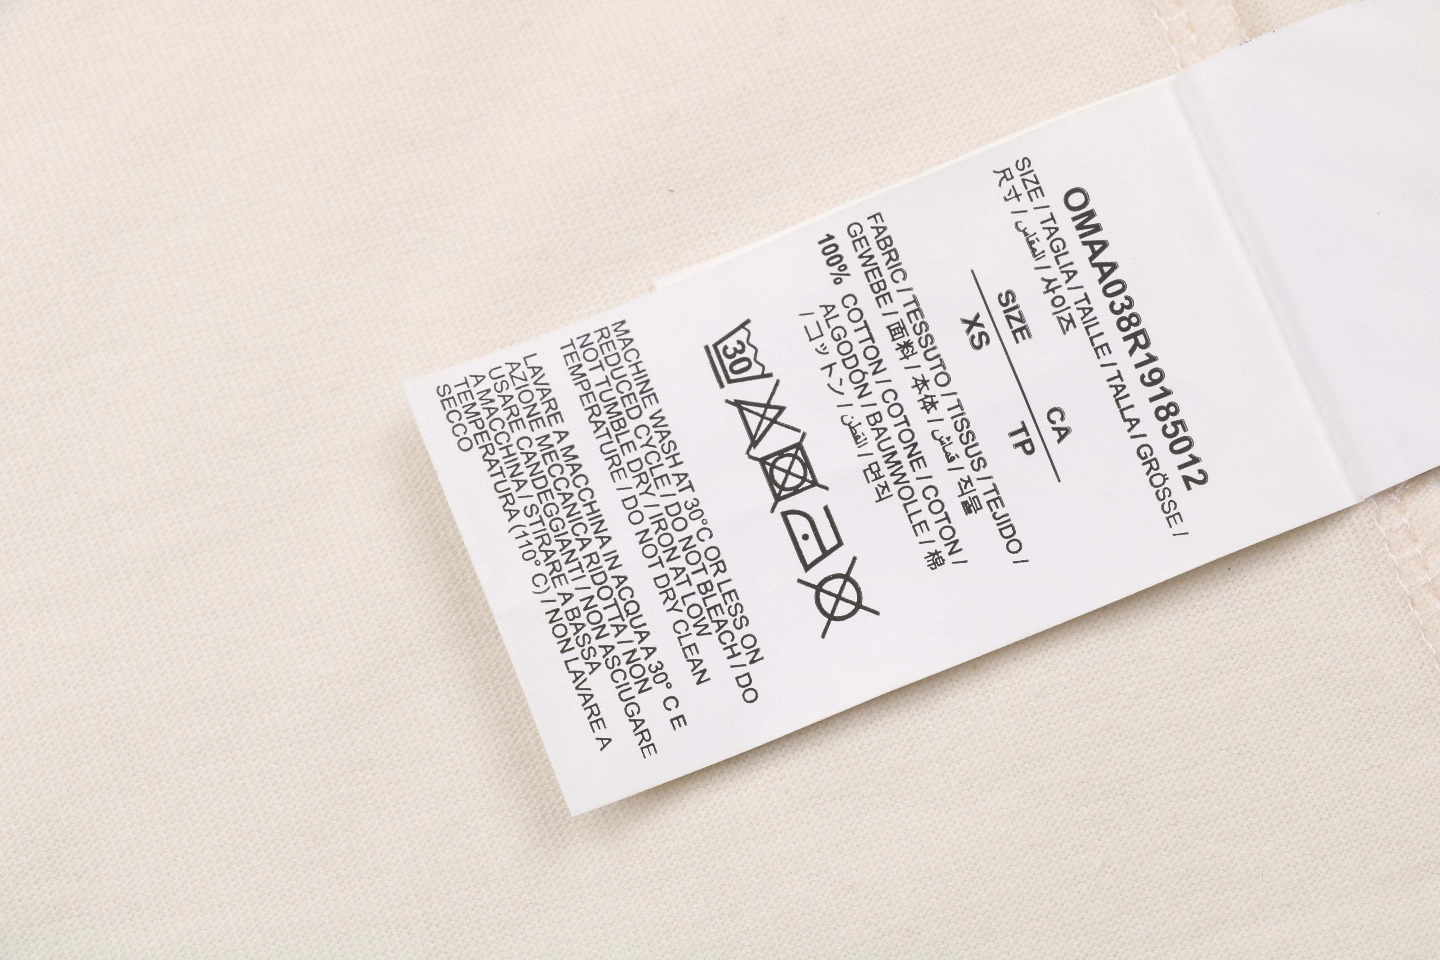 OMAA038R19185012
SIZE / TAGLIA / TAILLE / TALLA / GRÖSSE /
尺寸 / المقاس / 사이즈
SIZE CA
XS TP
FABRIC / TESSUTO / TISSUS / TEJIDO /
GEWEBE / 面料 / 本体 / قماش / 직물
100% COTTON / COTONE / COTON /
ALGODÓN / BAUMWOLLE / 棉
/ コットン / القطن / 면직
30
MACHINE WASH AT 30°C OR LESS ON
REDUCED CYCLE / DO NOT BLEACH / DO
NOT TUMBLE DRY / IRON AT LOW
TEMPERATURE / DO NOT DRY CLEAN
LAVARE A MACCHINA IN ACQUA A 30° C E
AZIONE MECCANICA RIDOTTA / NON
USARE CANDEGGIANTI / NON ASCIUGARE
A MACCHINA / STIRARE A BASSA
TEMPERATURA (110° C) / NON LAVARE A
SECCO